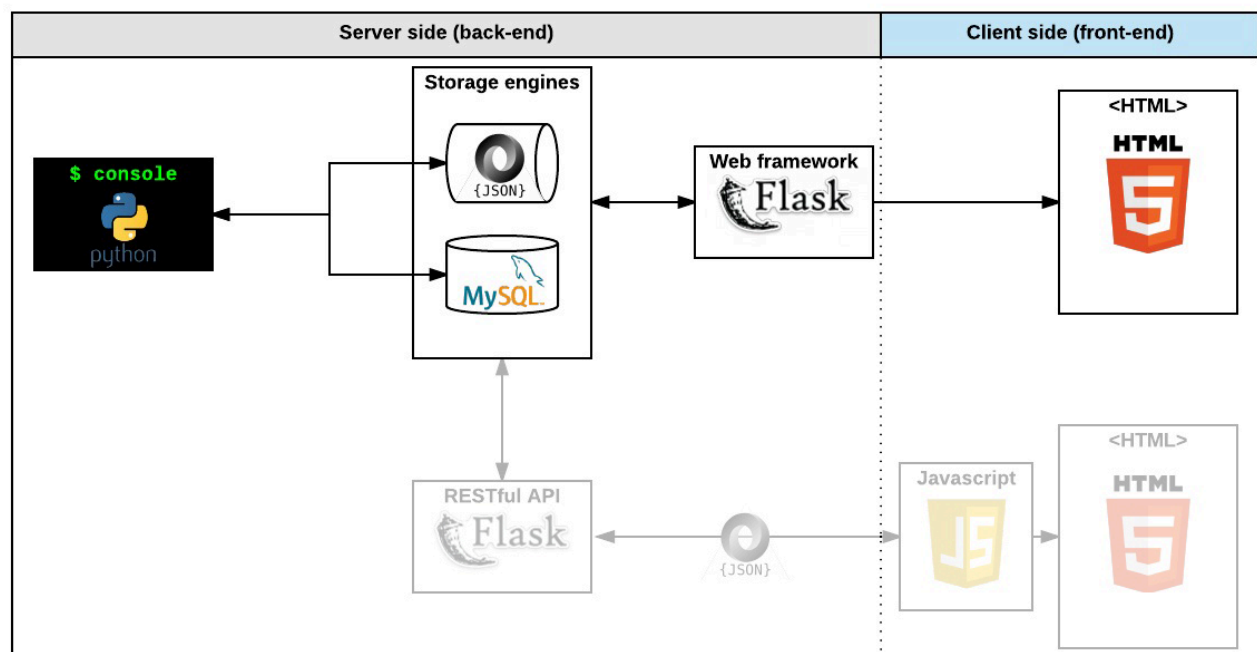 Server side (back-end)
Client side (front-end)
Storage engines
<HTML>
HTML
5
$ console
python
{JSON}
Web framework
Flask
MySQL
RESTful API
Flask
{JSON}
Javascript
JS
<HTML>
HTML
5